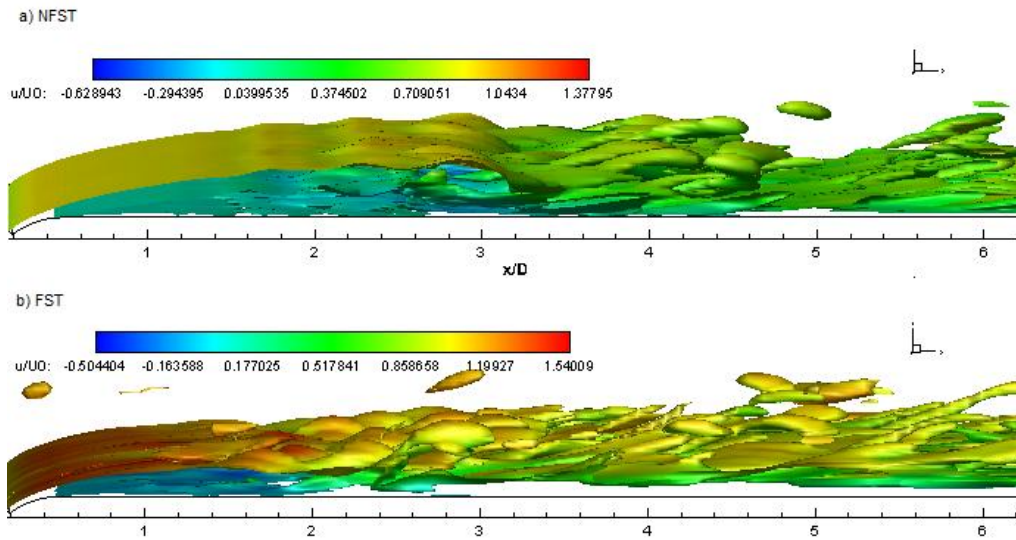 a) NFST
u/U0: -0.628943 -0.294395 0.0399535 0.374502 0.709051 1.0434 1.37795
1 2 3 4 5 6
x/D
b) FST
u/U0: -0.504404 -0.163588 0.177025 0.517841 0.858658 1.19927 1.54009
1 2 3 4 5 6